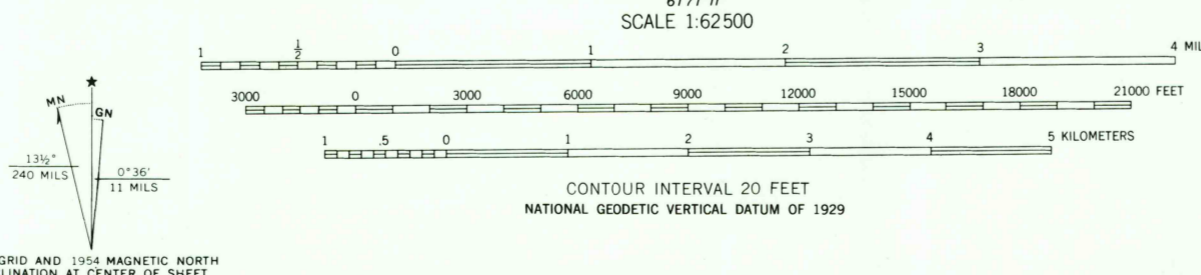 SCALE 1:62500
1 ½ 0 1 2 3 4
3000 0 3000 6000 9000 12000 15000 18000 21000 FEET
1 .5 0 1 2 3 4 5 KILOMETERS
CONTOUR INTERVAL 20 FEET
NATIONAL GEODETIC VERTICAL DATUM OF 1929
★
MN
GN
13½°
240 MILS
0°36'
11 MILS
GRID AND 1954 MAGNETIC NORTH
AT CENTER OF SHEET